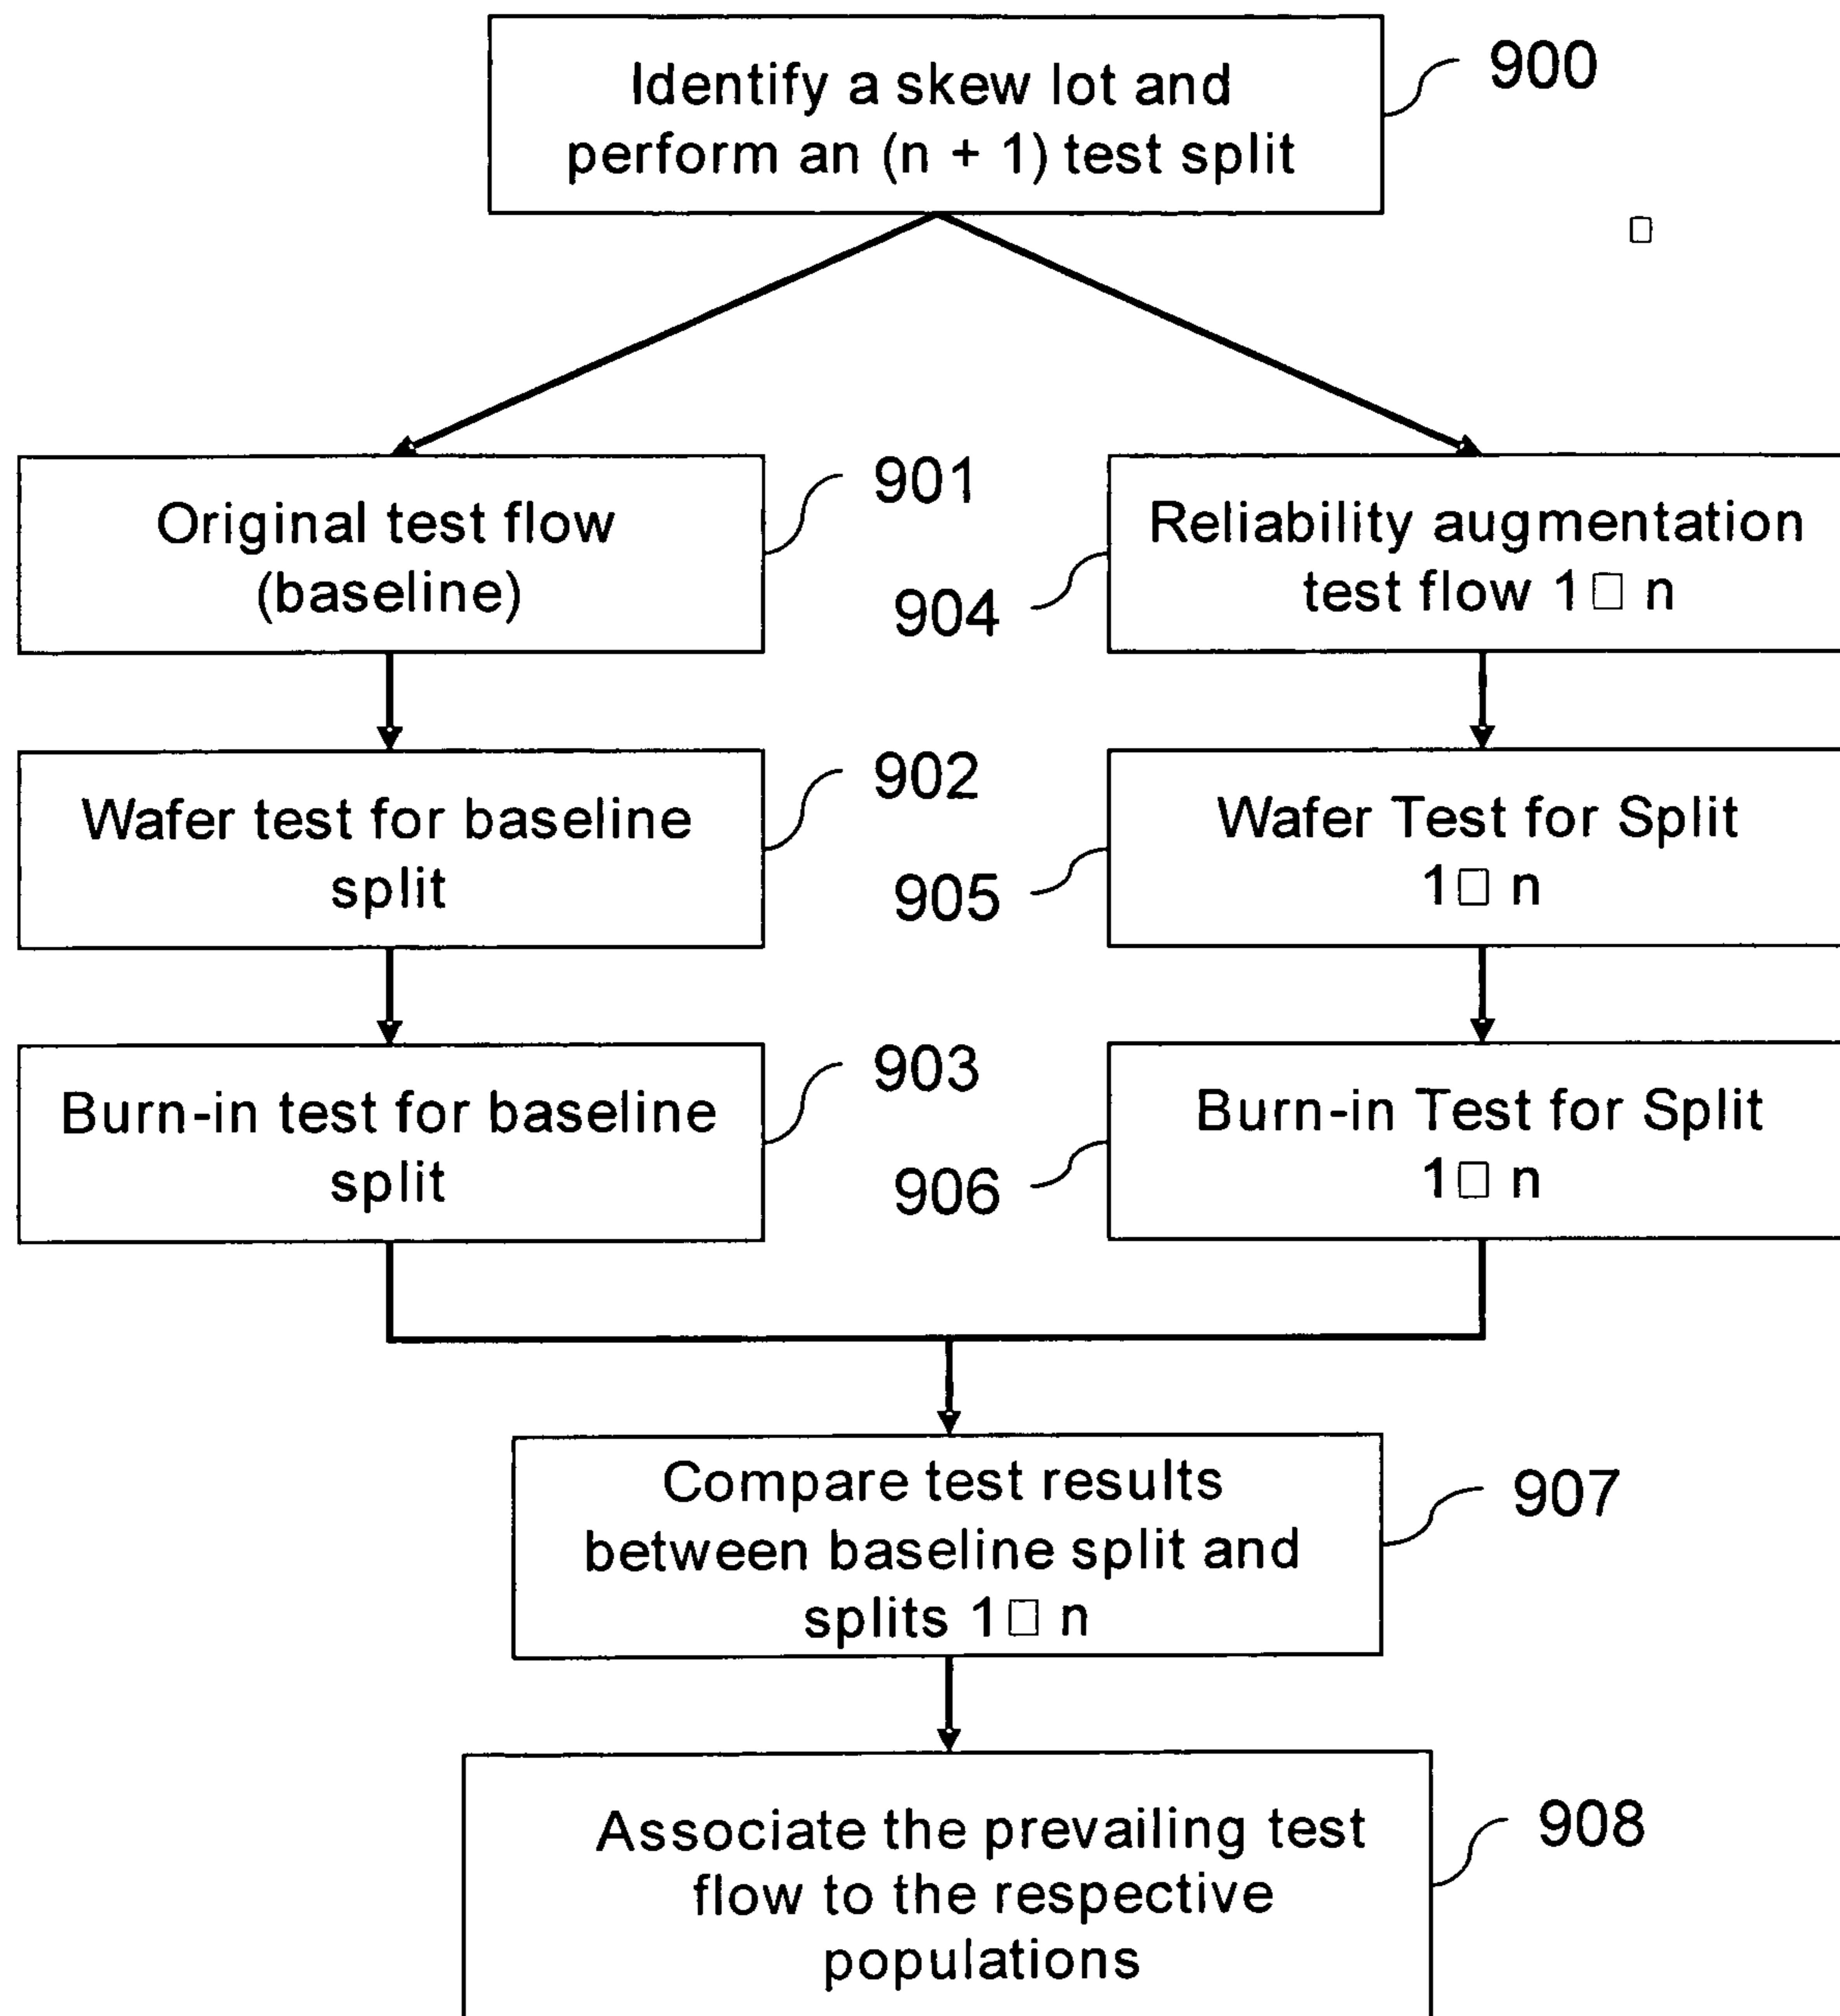 Identify a skew lot and
perform an (n + 1) test split
900
□
Original test flow
(baseline)
901
Reliability augmentation
test flow 1 □ n
904
Wafer test for baseline
split
902
Wafer Test for Split
1□ n
905
Burn-in test for baseline
split
903
Burn-in Test for Split
1□ n
906
Compare test results
between baseline split and
splits 1□ n
907
Associate the prevailing test
flow to the respective
populations
908